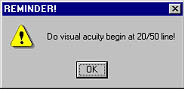 REMINDER!
Do visual acuity begin at 20/50 line!
OK